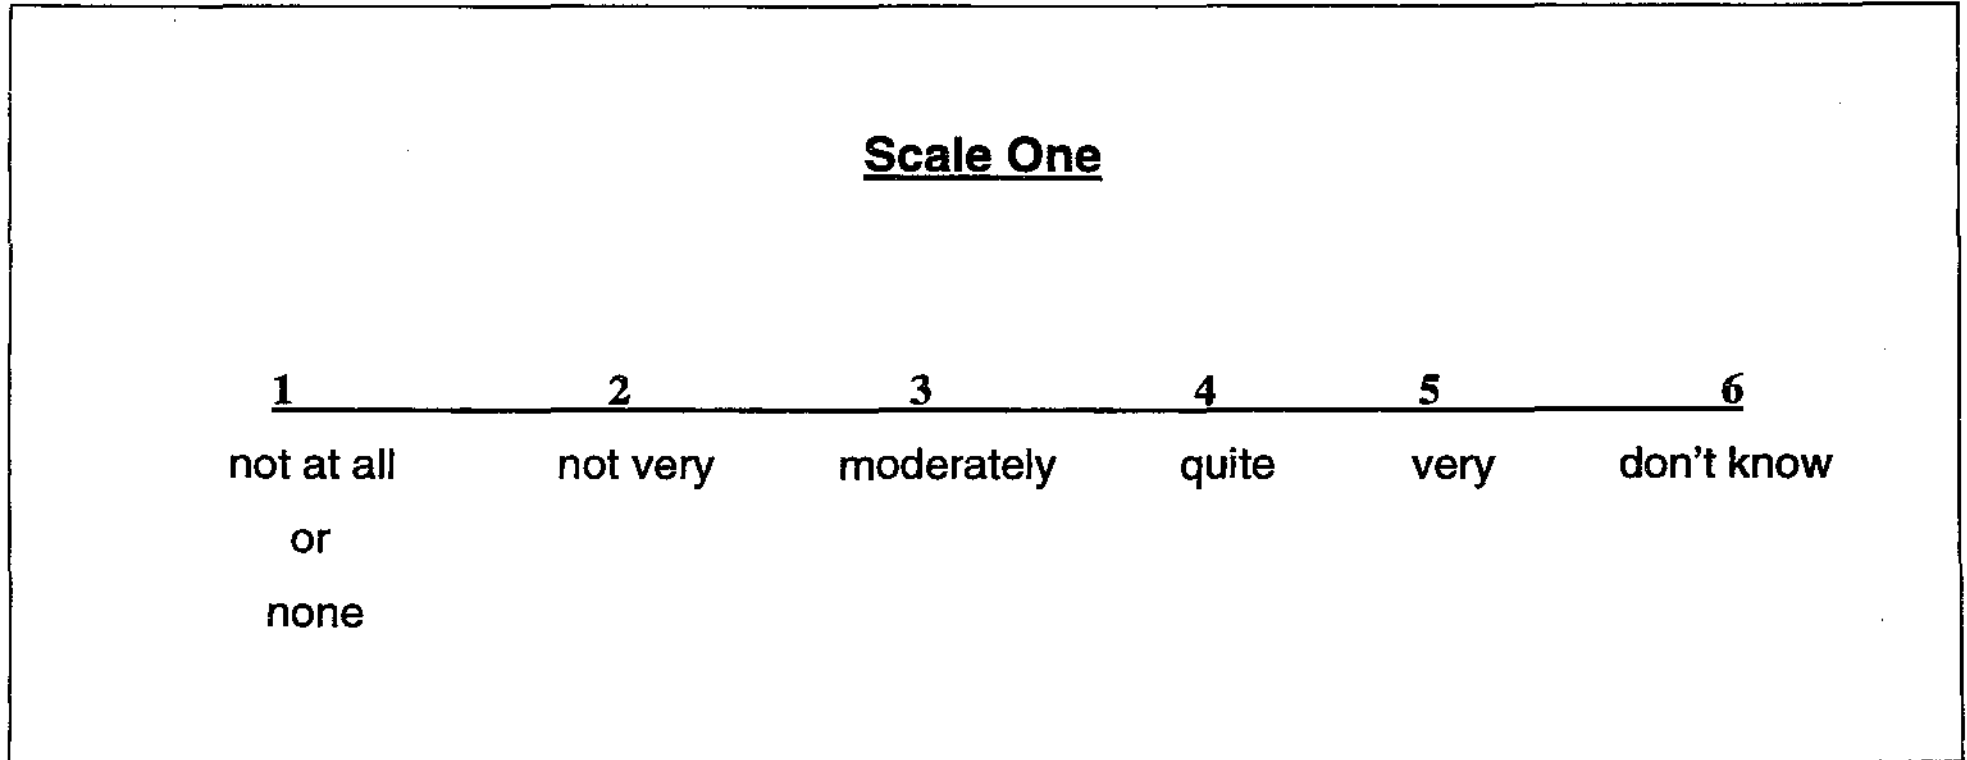 Scale One
1 2 3 4 5 6
not at all not very moderately quite very don't know
or
none